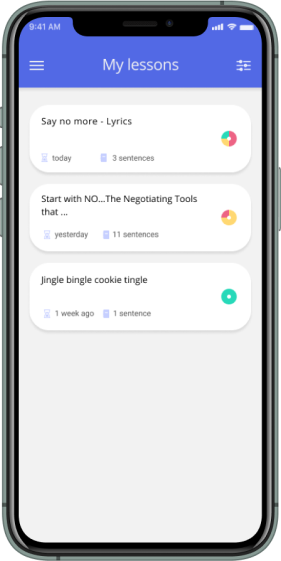 9:41 AM
My lessons
Say no more - Lyrics
today 3 sentences
Start with NO...The Negotiating Tools
that ...
yesterday 11 sentences
Jingle bingle cookie tingle
1 week ago 1 sentence